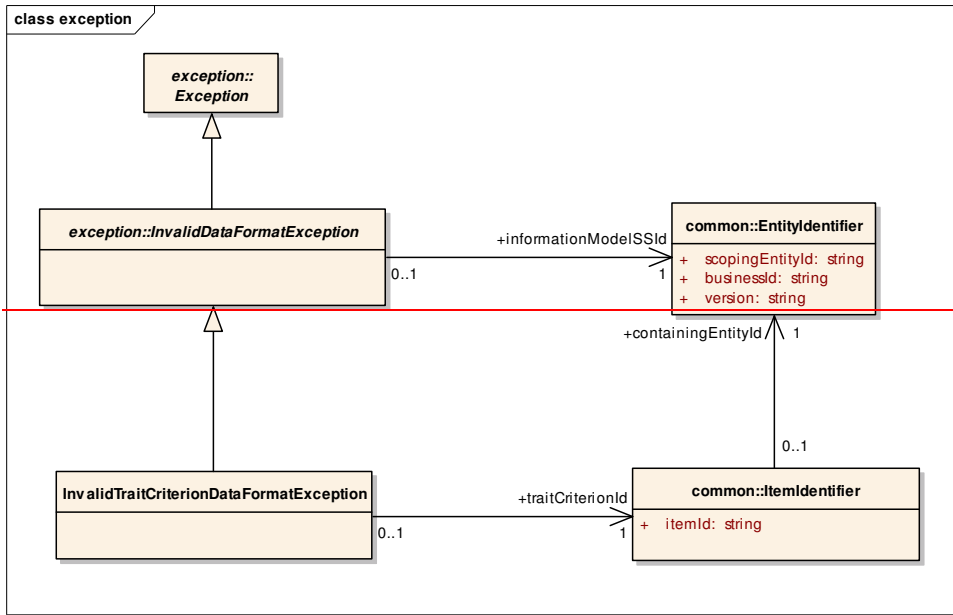 class exception
exception::
Exception
exception::InvalidDataFormatException
+informationModelSSId
0..1
1
common::EntityIdentifier
+ scopingEntityId: string
+ businessId: string
+ version: string
+containingEntityId
1
0..1
InvalidTraitCriterionDataFormatException
+traitCriterionId
0..1
1
common::ItemIdentifier
+ itemId: string